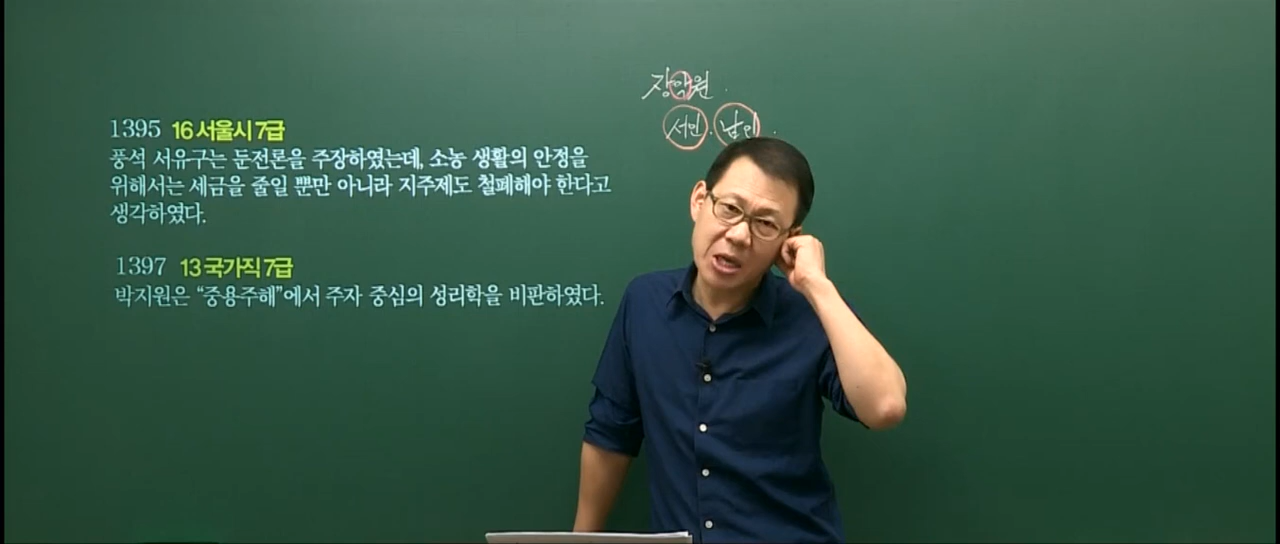 장악원
서인. 남인.
1395 16 서울시 7급
풍석 서유구는 둔전론을 주장하였는데, 소농 생활의 안정을
위해서는 세금을 줄일 뿐만 아니라 지주제도 철폐해야 한다고
생각하였다.
1397 13 국가직 7급
박지원은 “중용주해”에서 주자 중심의 성리학을 비판하였다.